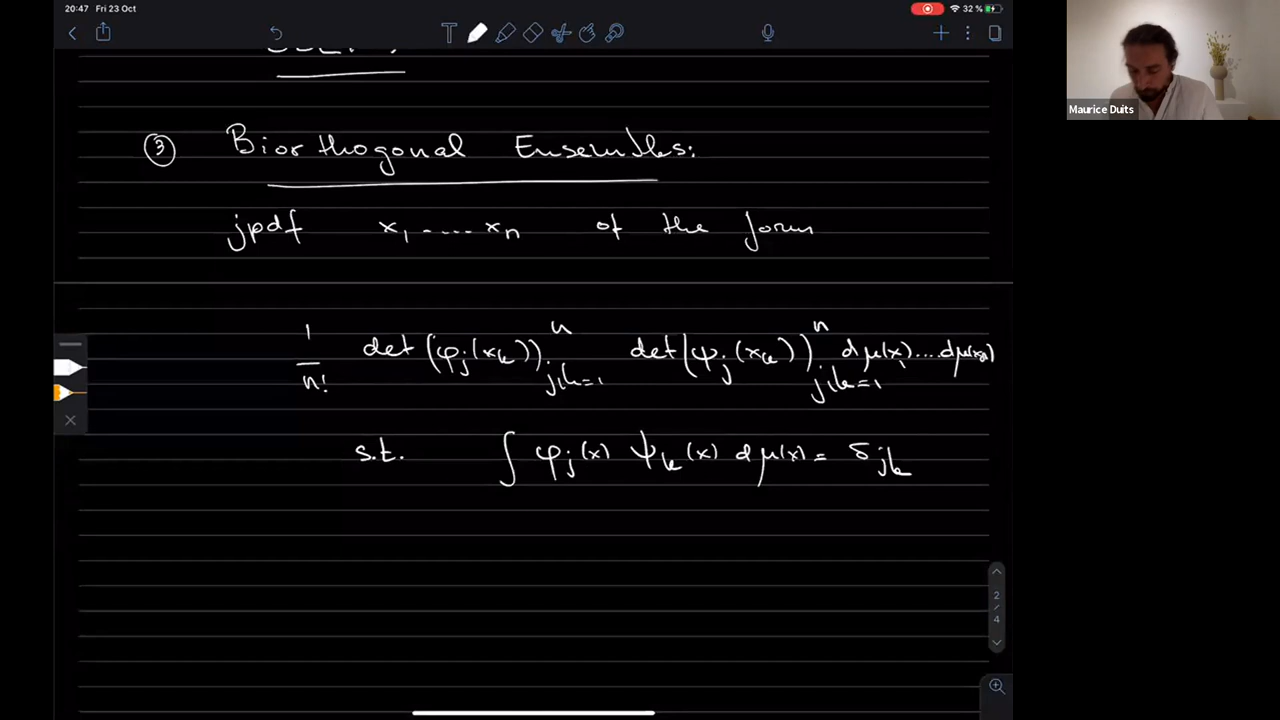 20:47 Fri 23 Oct
32 %
Maurice Duits
③ Biorthogonal Ensembles:
jpdf x₁ ..... xₙ of the form
1/n! det(φⱼ(xₖ))ⁿⱼ,ₖ₌₁ det(ψⱼ(xₖ))ⁿⱼ,ₖ₌₁ dμ(x₁)....dμ(xₙ)
s.t. ∫ φⱼ(x) ψₖ(x) dμ(x) = δⱼₖ
2
/
4